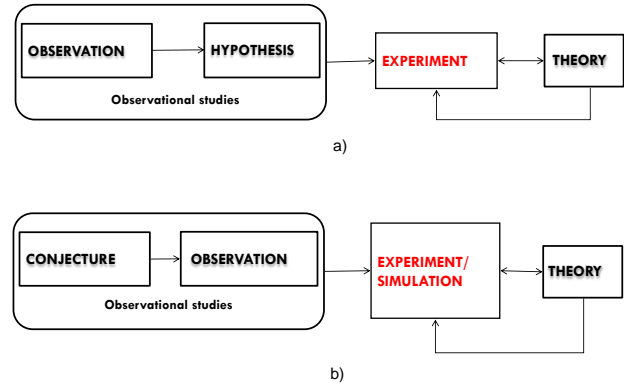 OBSERVATION
HYPOTHESIS
EXPERIMENT
THEORY
Observational studies
a)
CONJECTURE
OBSERVATION
EXPERIMENT/
SIMULATION
THEORY
Observational studies
b)